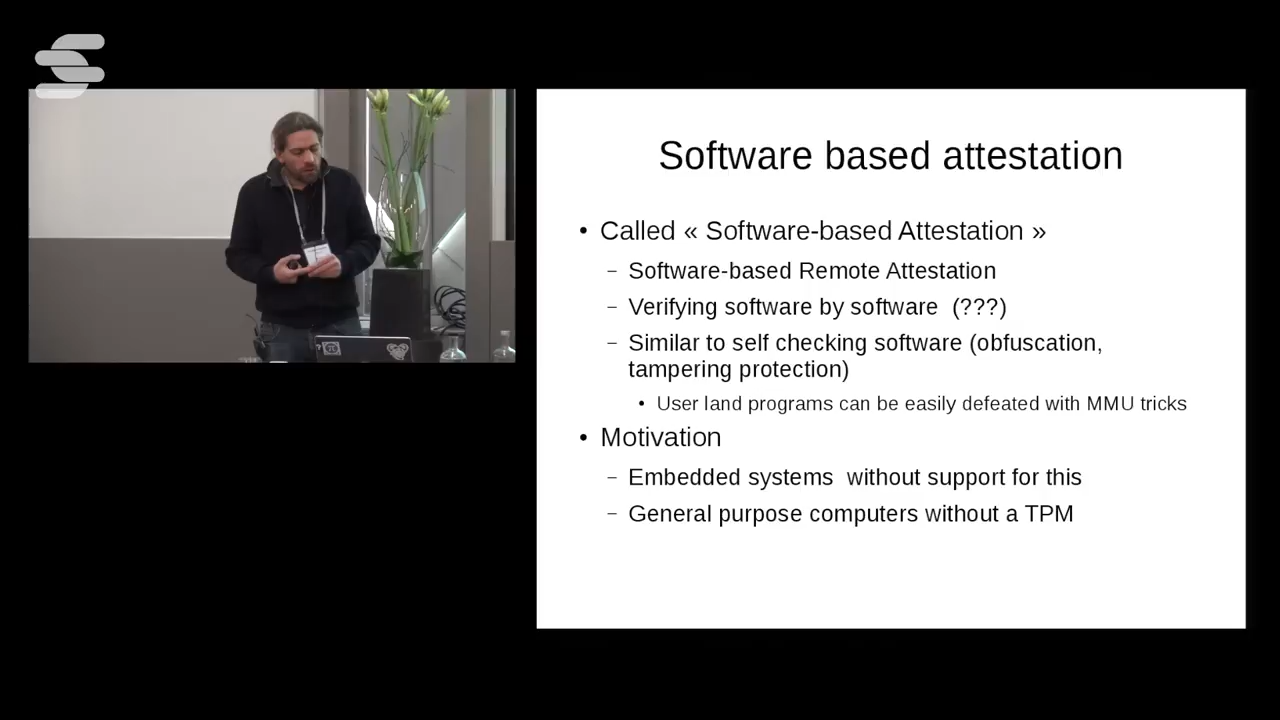 Software based attestation
• Called « Software-based Attestation »
– Software-based Remote Attestation
– Verifying software by software (???)
– Similar to self checking software (obfuscation,
tampering protection)
• User land programs can be easily defeated with MMU tricks
• Motivation
– Embedded systems without support for this
– General purpose computers without a TPM